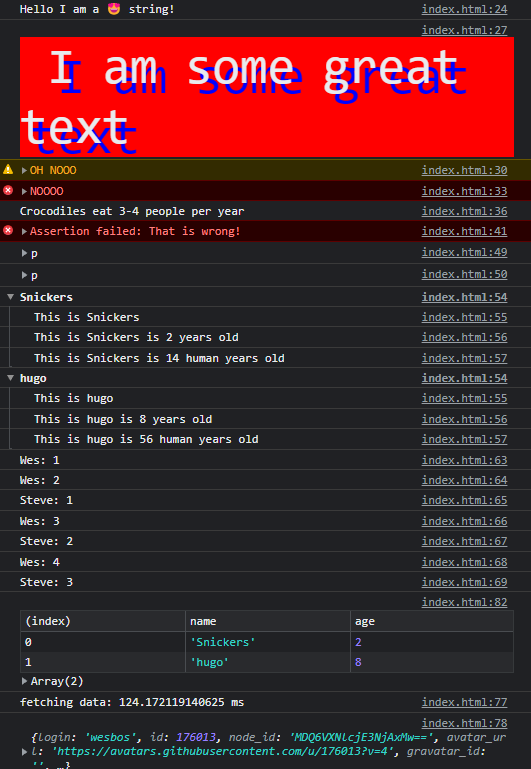 Hello I am a 😍 string! index.html:24
index.html:27
I am some great
text
OH NOOO index.html:30
NOOOO index.html:33
Crocodiles eat 3-4 people per year index.html:36
Assertion failed: That is wrong! index.html:41
p index.html:49
p index.html:50
Snickers index.html:54
This is Snickers index.html:55
This is Snickers is 2 years old index.html:56
This is Snickers is 14 human years old index.html:57
hugo index.html:54
This is hugo index.html:55
This is hugo is 8 years old index.html:56
This is hugo is 56 human years old index.html:57
Wes: 1 index.html:63
Wes: 2 index.html:64
Steve: 1 index.html:65
Wes: 3 index.html:66
Steve: 2 index.html:67
Wes: 4 index.html:68
Steve: 3 index.html:69
index.html:82
(index) name age
0 'Snickers' 2
1 'hugo' 8
Array(2)
fetching data: 124.172119140625 ms index.html:77
index.html:78
{login: 'wesbos', id: 176013, node_id: 'MDQ6VXNlcjE3NjAxMw==', avatar_ur
l: 'https://avatars.githubusercontent.com/u/176013?v=4', gravatar_id:
'', …}